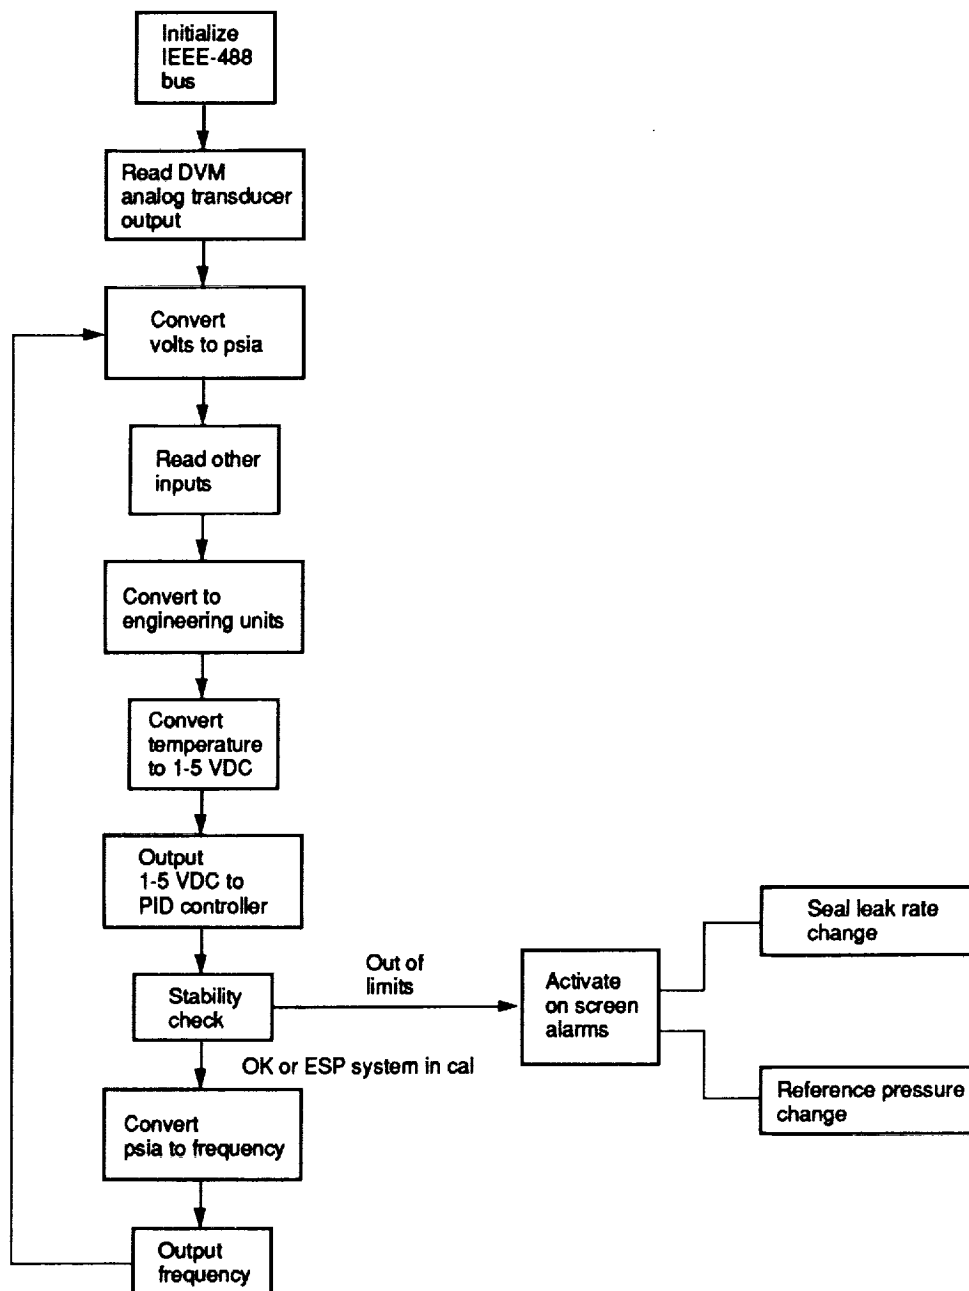 Initialize
IEEE-488
bus
Read DVM
analog transducer
output
Convert
volts to psia
Read other
inputs
Convert to
engineering units
Convert
temperature
to 1-5 VDC
Output
1-5 VDC to
PID controller
Stability
check
Out of
limits
Activate
on screen
alarms
Seal leak rate
change
Reference pressure
change
OK or ESP system in cal
Convert
psia to frequency
Output
frequency